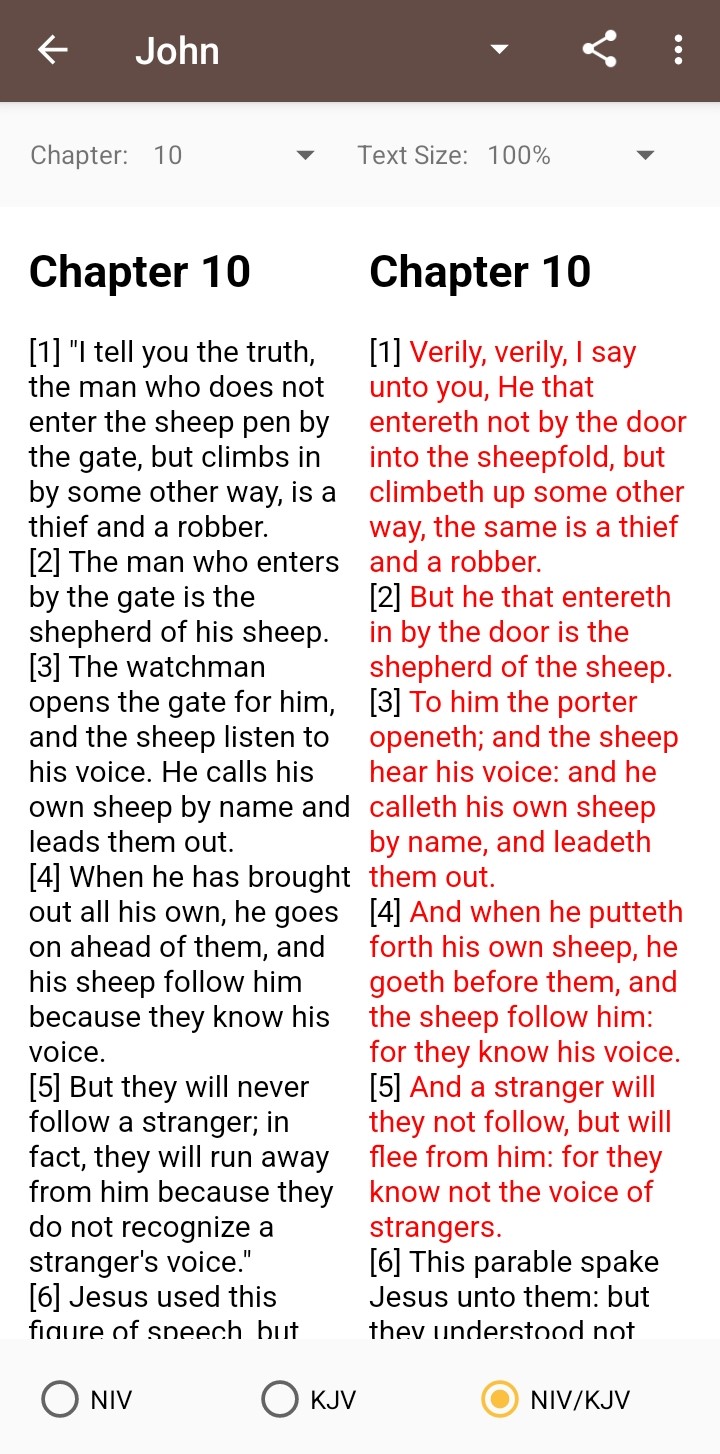 John
Chapter: 10
Text Size: 100%
Chapter 10
[1] "I tell you the truth,
the man who does not
enter the sheep pen by
the gate, but climbs in
by some other way, is a
thief and a robber.
[2] The man who enters
by the gate is the
shepherd of his sheep.
[3] The watchman
opens the gate for him,
and the sheep listen to
his voice. He calls his
own sheep by name and
leads them out.
[4] When he has brought
out all his own, he goes
on ahead of them, and
his sheep follow him
because they know his
voice.
[5] But they will never
follow a stranger; in
fact, they will run away
from him because they
do not recognize a
stranger's voice."
[6] Jesus used this
figure of speech, but
Chapter 10
[1] Verily, verily, I say
unto you, He that
entereth not by the door
into the sheepfold, but
climbeth up some other
way, the same is a thief
and a robber.
[2] But he that entereth
in by the door is the
shepherd of the sheep.
[3] To him the porter
openeth; and the sheep
hear his voice: and he
calleth his own sheep
by name, and leadeth
them out.
[4] And when he putteth
forth his own sheep, he
goeth before them, and
the sheep follow him:
for they know his voice.
[5] And a stranger will
they not follow, but will
flee from him: for they
know not the voice of
strangers.
[6] This parable spake
Jesus unto them: but
they understood not
NIV
KJV
NIV/KJV